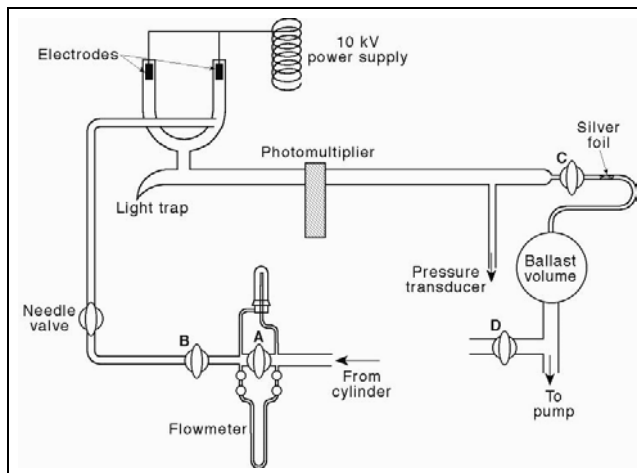 10 kV
power supply
Electrodes
Silver
foil
Photomultiplier
C
Light trap
Ballast
volume
Pressure
transducer
Needle
valve
B
A
D
From
cylinder
To
pump
Flowmeter